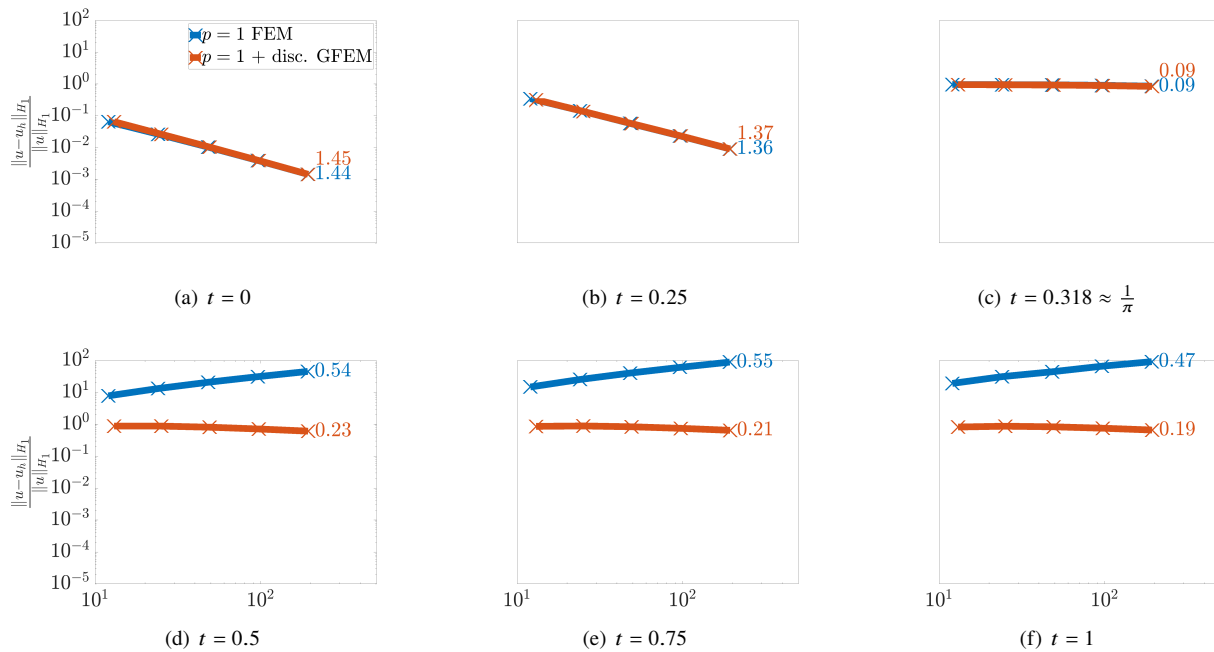 10^2
10^1
10^0
10^-1
10^-2
10^-3
10^-4
10^-5
‖u−u_h‖_{H_1}
‖u‖_{H_1}
p = 1 FEM
p = 1 + disc. GFEM
1.45
1.44
(a) t = 0
1.37
1.36
(b) t = 0.25
0.09
0.09
(c) t = 0.318 ≈ 1/π
10^2
10^1
10^0
10^-1
10^-2
10^-3
10^-4
10^-5
‖u−u_h‖_{H_1}
‖u‖_{H_1}
0.54
0.23
10^1 10^2
(d) t = 0.5
0.55
0.21
10^1 10^2
(e) t = 0.75
0.47
0.19
10^1 10^2
(f) t = 1